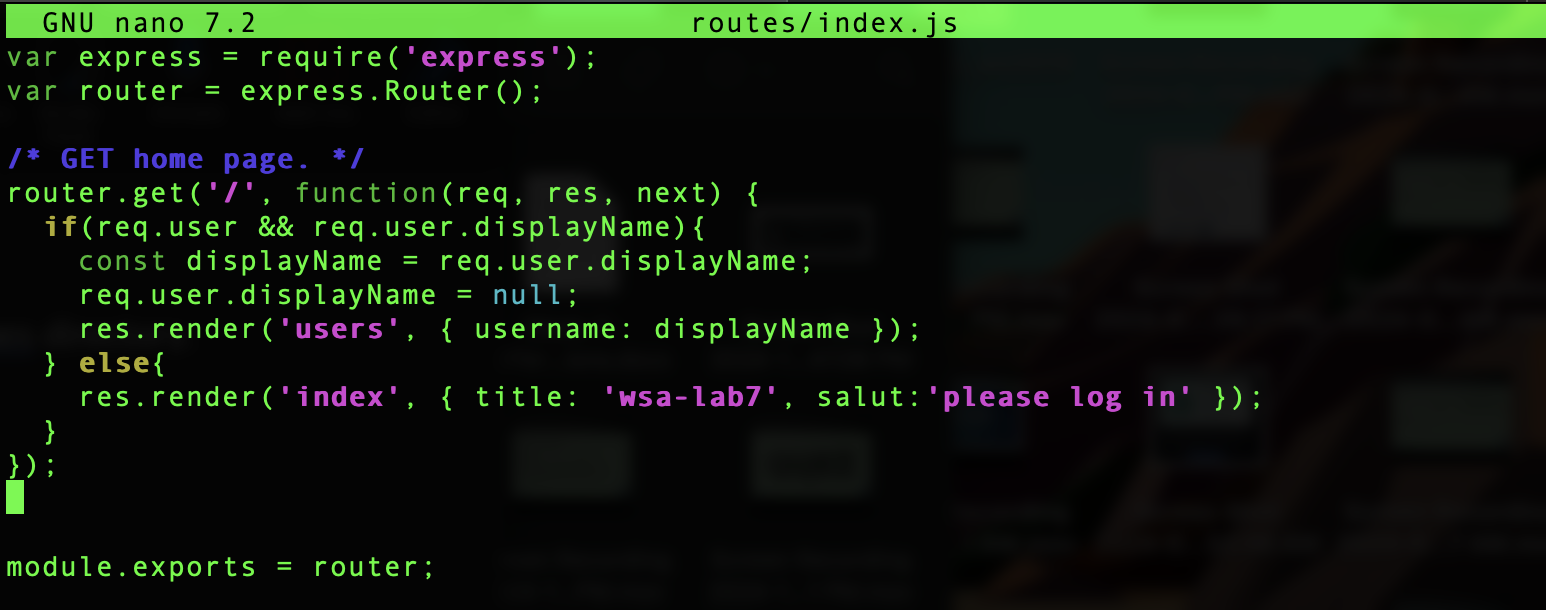 GNU nano 7.2 routes/index.js
var express = require('express');
var router = express.Router();

/* GET home page. */
router.get('/', function(req, res, next) {
  if(req.user && req.user.displayName){
    const displayName = req.user.displayName;
    req.user.displayName = null;
    res.render('users', { username: displayName });
  } else{
    res.render('index', { title: 'wsa-lab7', salut:'please log in' });
  }
});

module.exports = router;